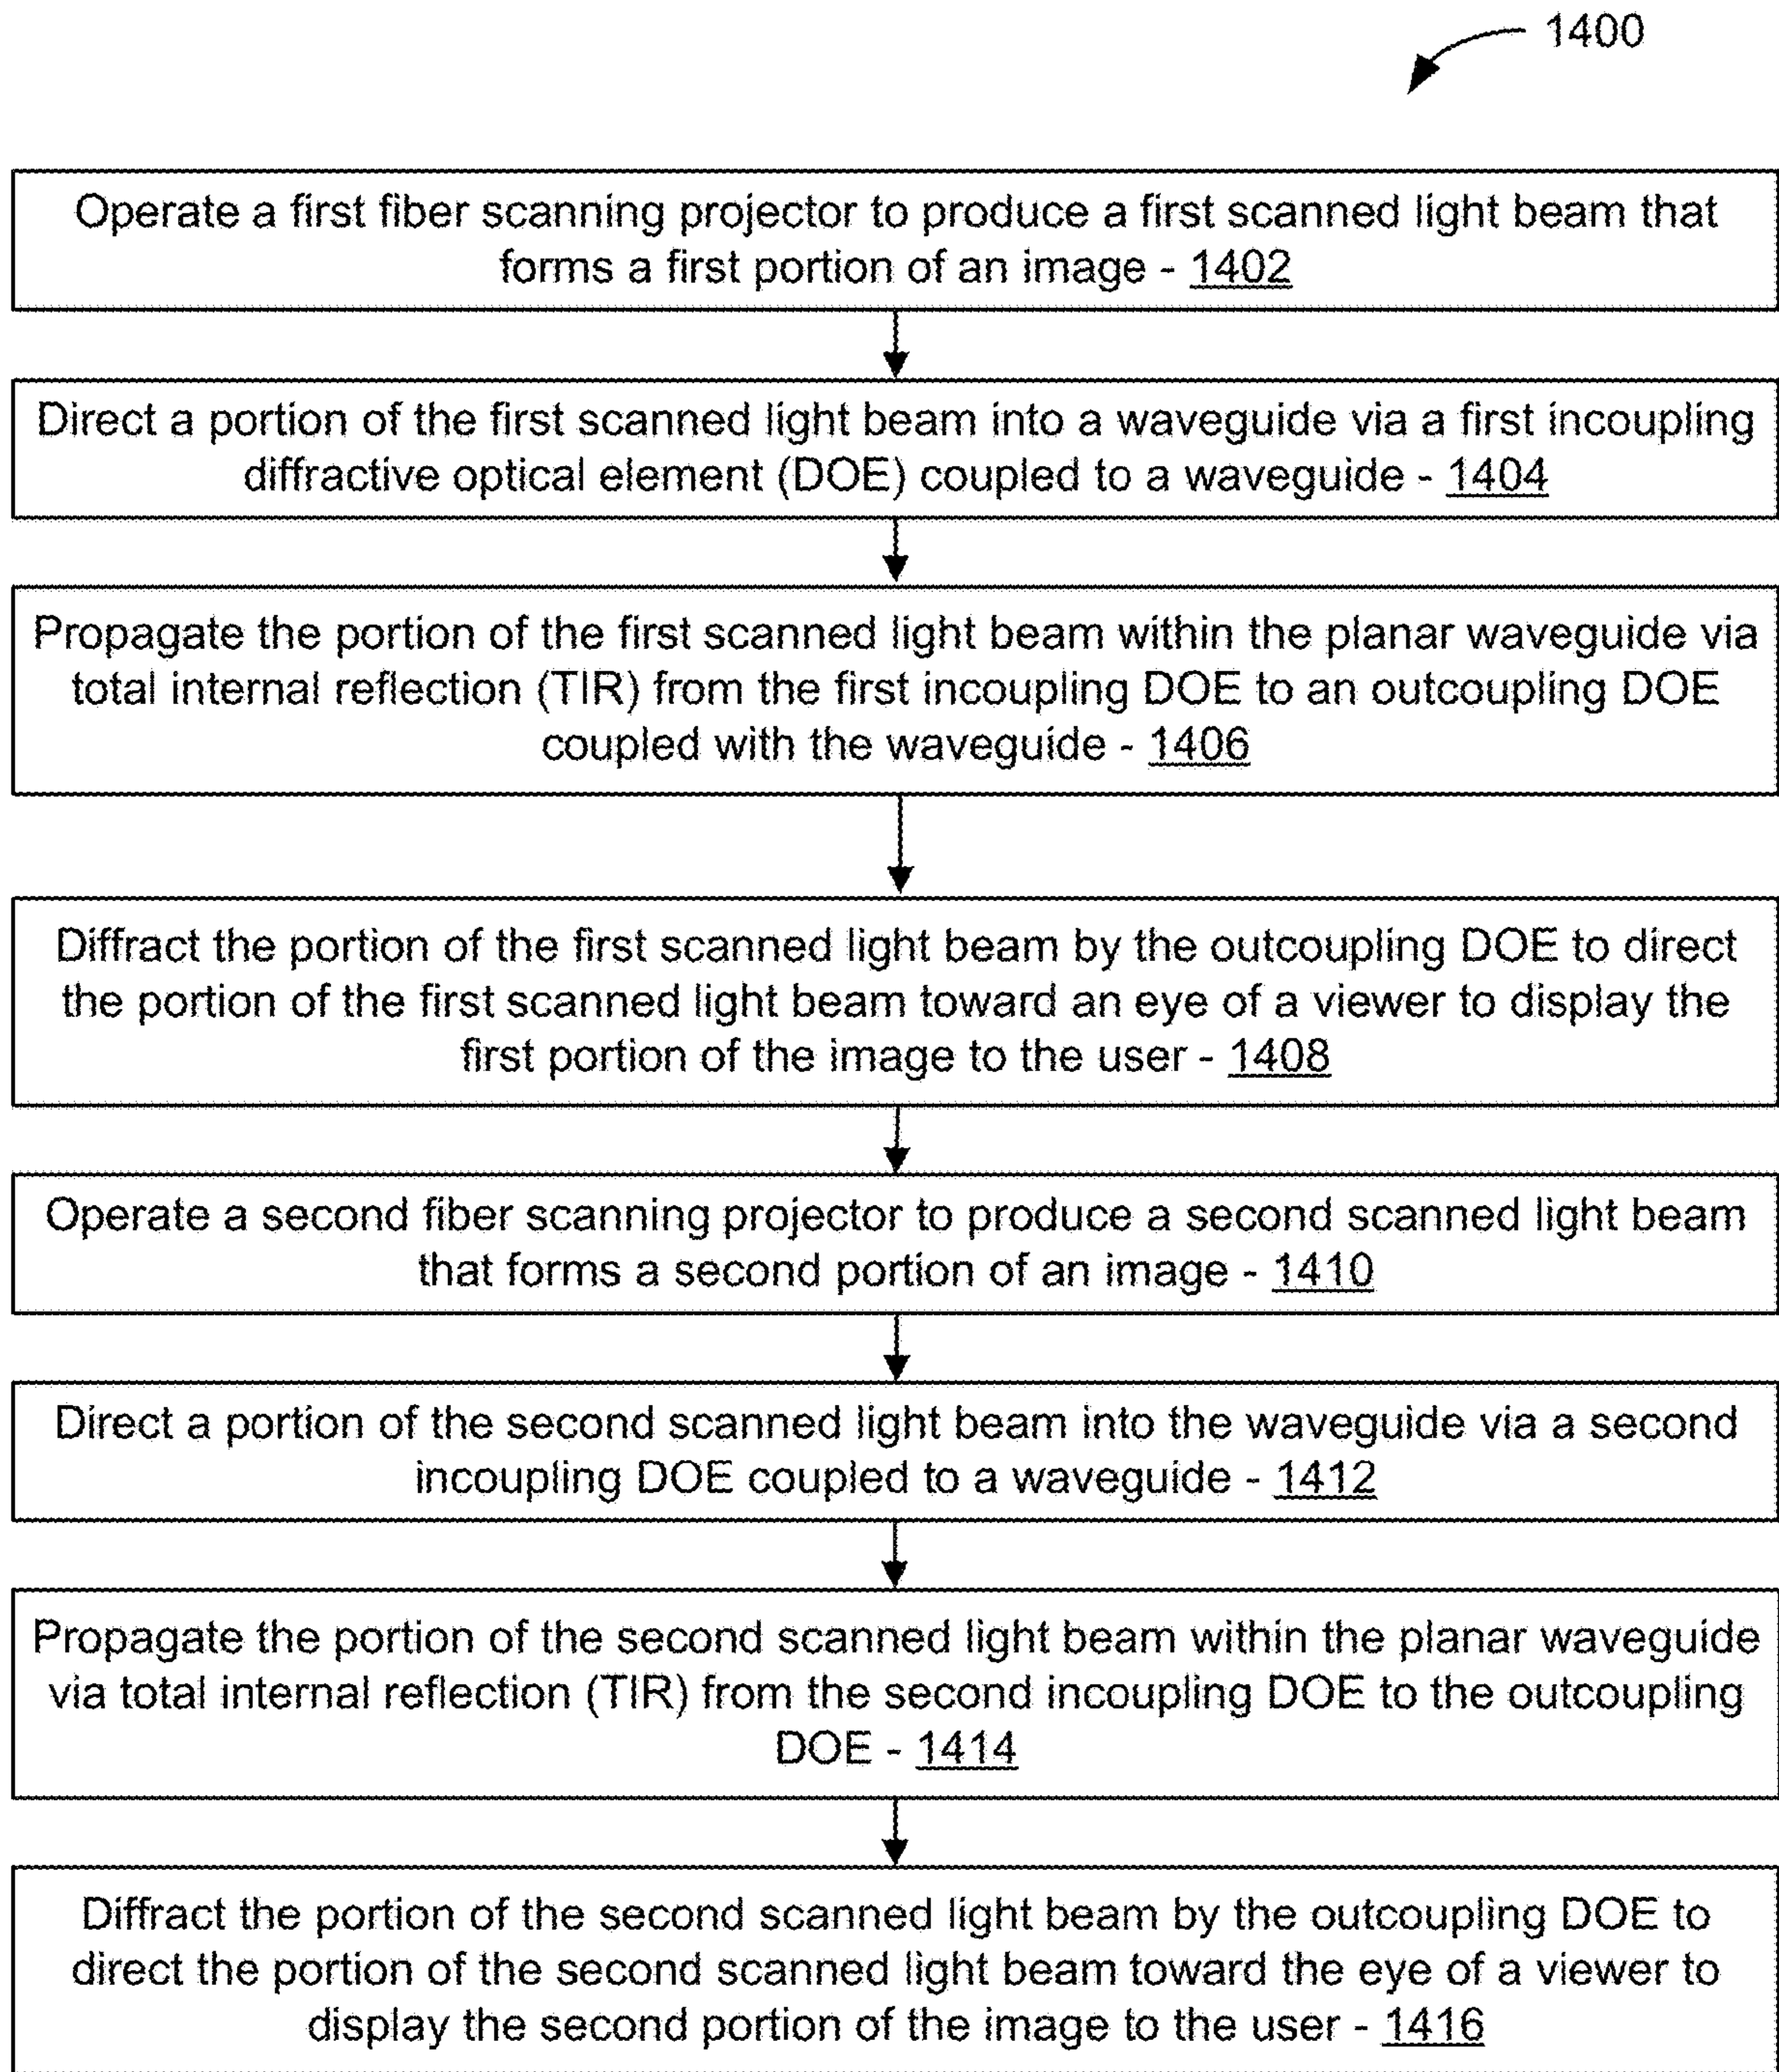 1400
Operate a first fiber scanning projector to produce a first scanned light beam that
forms a first portion of an image - 1402
Direct a portion of the first scanned light beam into a waveguide via a first incoupling
diffractive optical element (DOE) coupled to a waveguide - 1404
Propagate the portion of the first scanned light beam within the planar waveguide via
total internal reflection (TIR) from the first incoupling DOE to an outcoupling DOE
coupled with the waveguide - 1406
Diffract the portion of the first scanned light beam by the outcoupling DOE to direct
the portion of the first scanned light beam toward an eye of a viewer to display the
first portion of the image to the user - 1408
Operate a second fiber scanning projector to produce a second scanned light beam
that forms a second portion of an image - 1410
Direct a portion of the second scanned light beam into the waveguide via a second
incoupling DOE coupled to a waveguide - 1412
Propagate the portion of the second scanned light beam within the planar waveguide
via total internal reflection (TIR) from the second incoupling DOE to the outcoupling
DOE - 1414
Diffract the portion of the second scanned light beam by the outcoupling DOE to
direct the portion of the second scanned light beam toward the eye of a viewer to
display the second portion of the image to the user - 1416